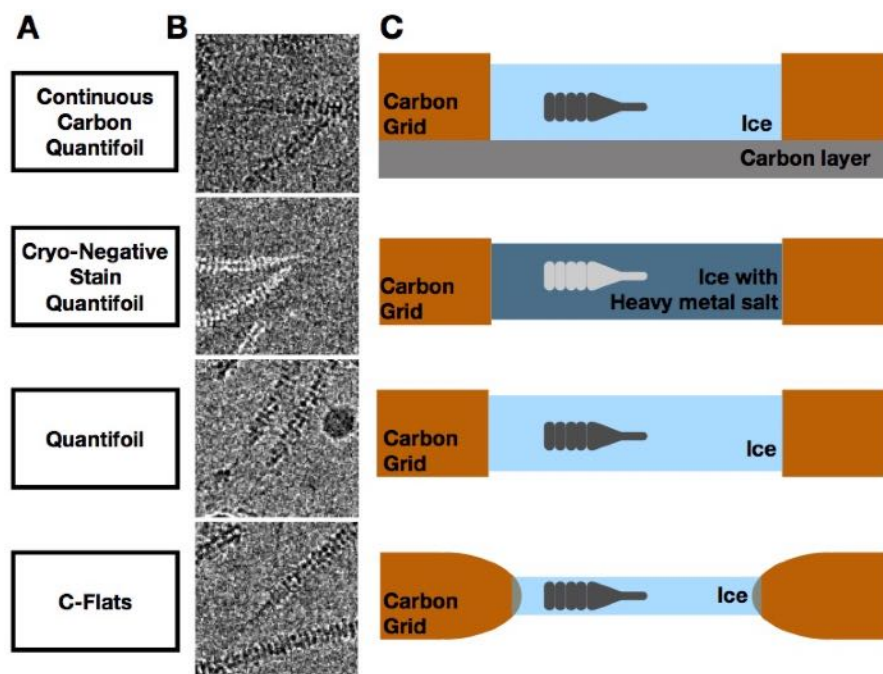 A
B
C
Continuous
Carbon
Quantifoil
Carbon
Grid
Ice
Carbon layer
Cryo-Negative
Stain
Quantifoil
Carbon
Grid
Ice with
Heavy metal salt
Quantifoil
Carbon
Grid
Ice
C-Flats
Carbon
Grid
Ice